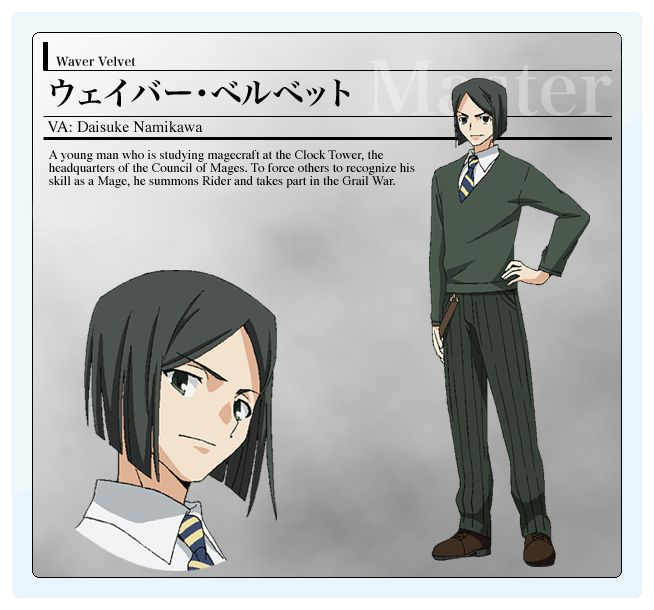 Waver Velvet
Master
ウェイバー・ベルベット
VA: Daisuke Namikawa
A young man who is studying magecraft at the Clock Tower, the
headquarters of the Council of Mages. To force others to recognize his
skill as a Mage, he summons Rider and takes part in the Grail War.